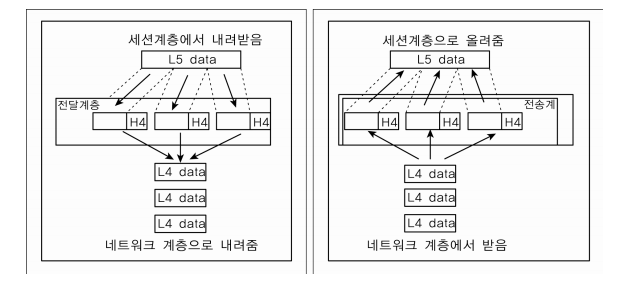 세션계층에서 내려받음
L5 data
전달계층
H4 H4 H4
L4 data
L4 data
L4 data
네트워크 계층으로 내려줌
세션계층으로 올려줌
L5 data
전송계
H4 H4 H4
L4 data
L4 data
L4 data
네트워크 계층에서 받음